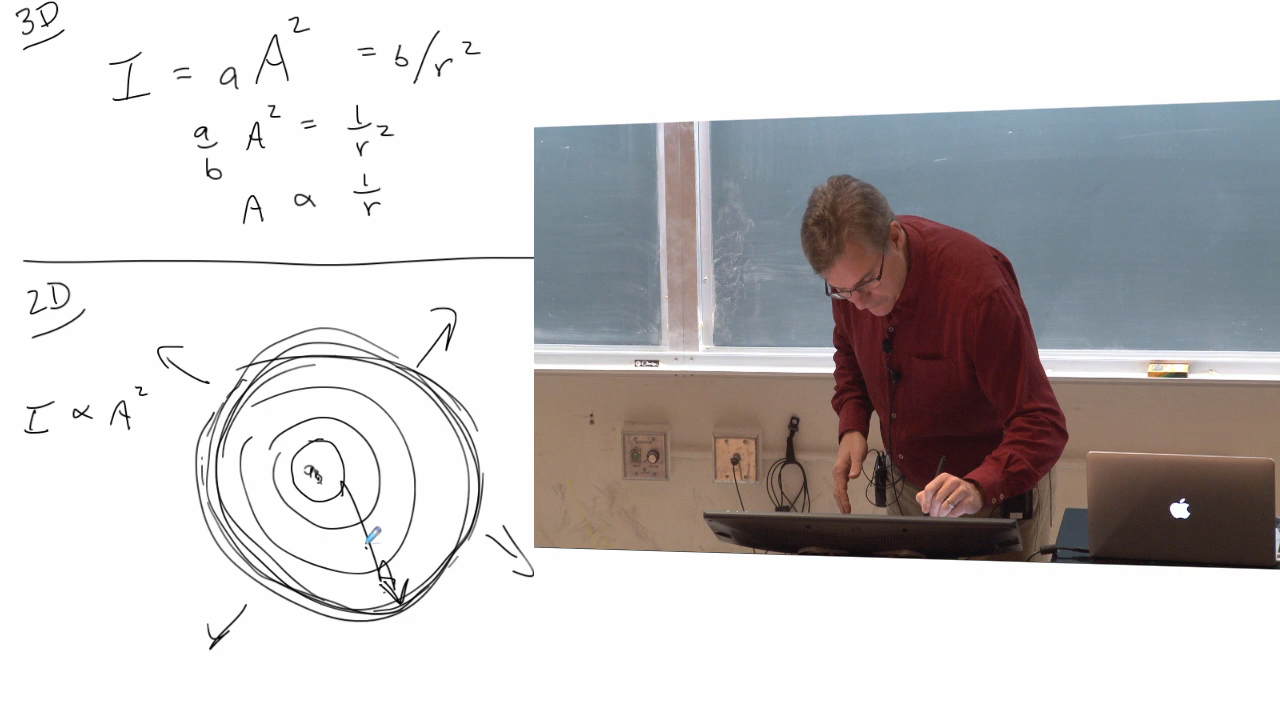 3D
I = a A² = b/r²
a/b A² = 1/r²
A ∝ 1/r
2D
I ∝ A²